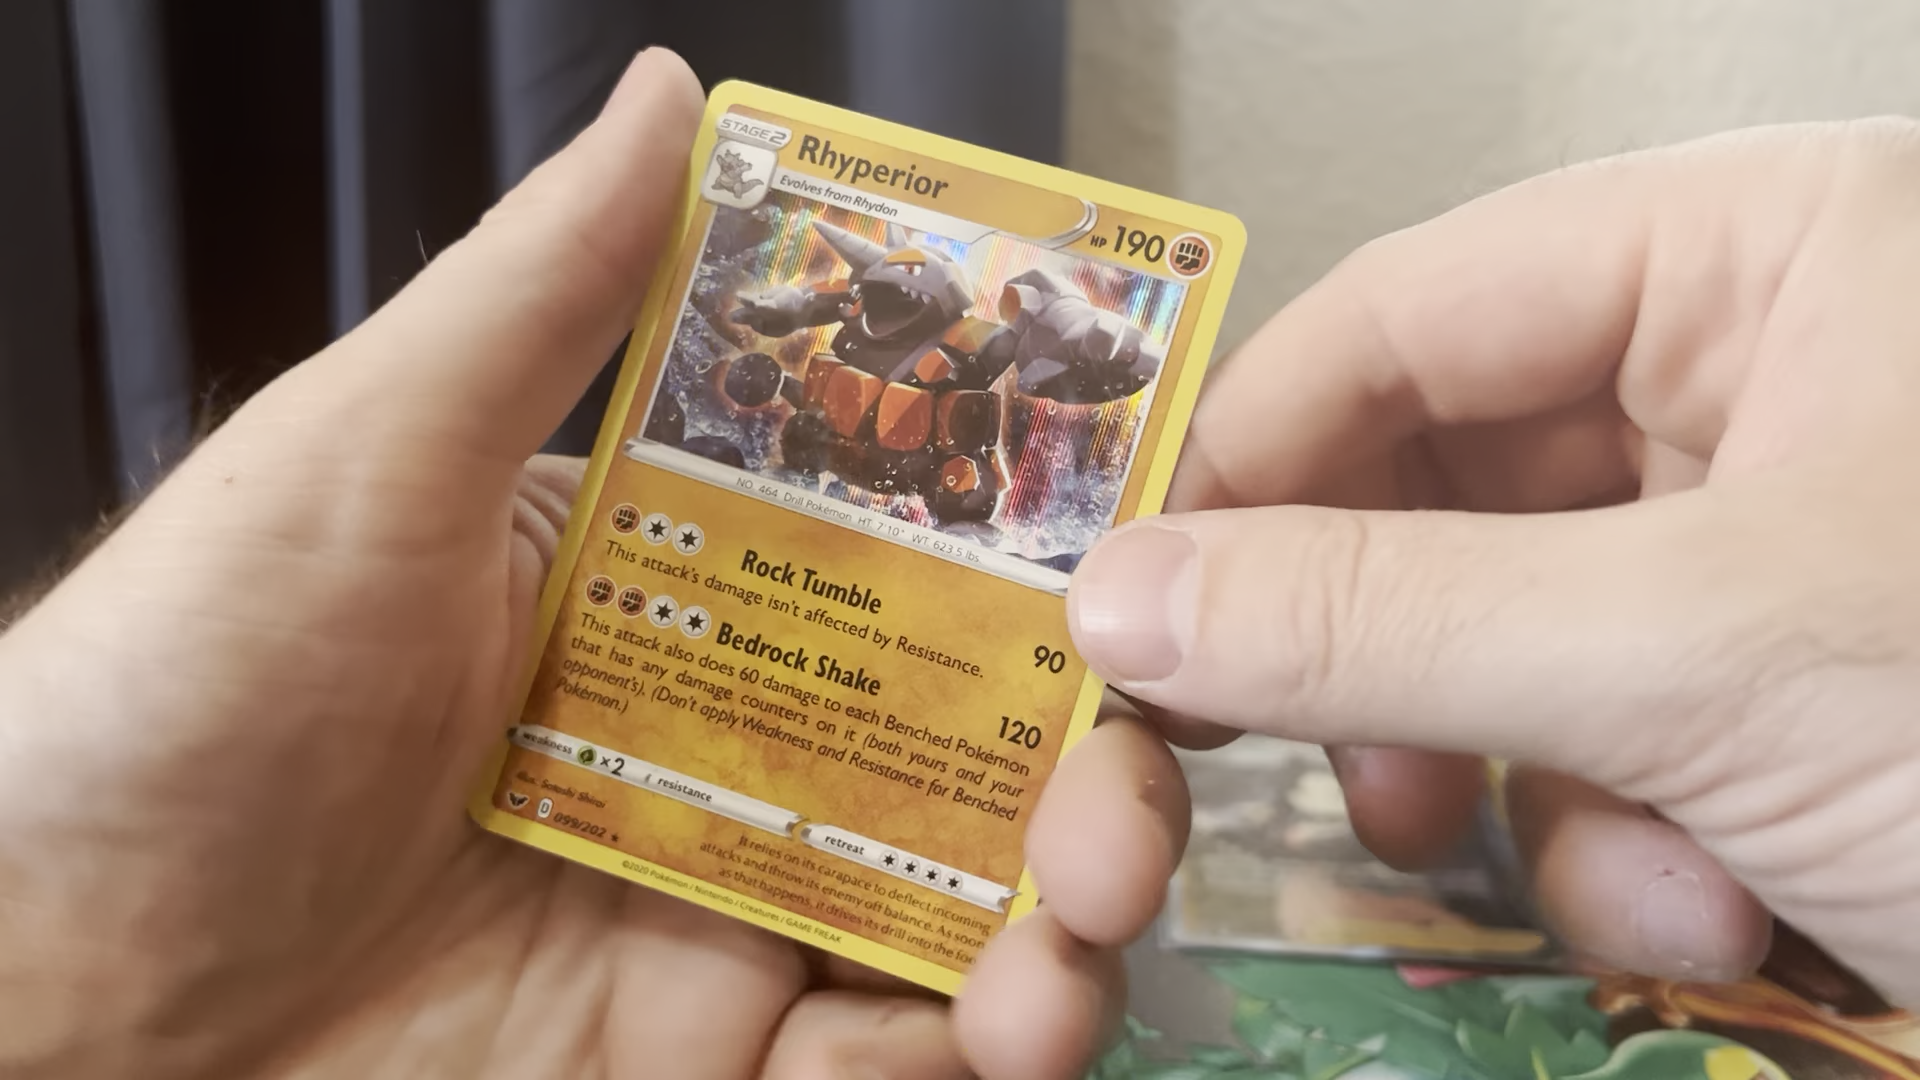 STAGE 2
Rhyperior
HP 190
Evolves from Rhydon
NO. 464 Drill Pokémon HT: 7'10" WT: 623.5 lbs.
Rock Tumble 90
This attack's damage isn't affected by Resistance.
Bedrock Shake 120
This attack also does 60 damage to each Benched Pokémon
that has any damage counters on it (both yours and your
opponent's). (Don't apply Weakness and Resistance for Benched
Pokémon.)
weakness ×2 resistance
retreat
Illus. Satoshi Shirai
D 099/202 ★
It relies on its carapace to deflect incoming
attacks and throw its enemy off balance. As soon
as that happens, it drives its drill into the foe
©2020 Pokémon / Nintendo / Creatures / GAME FREAK